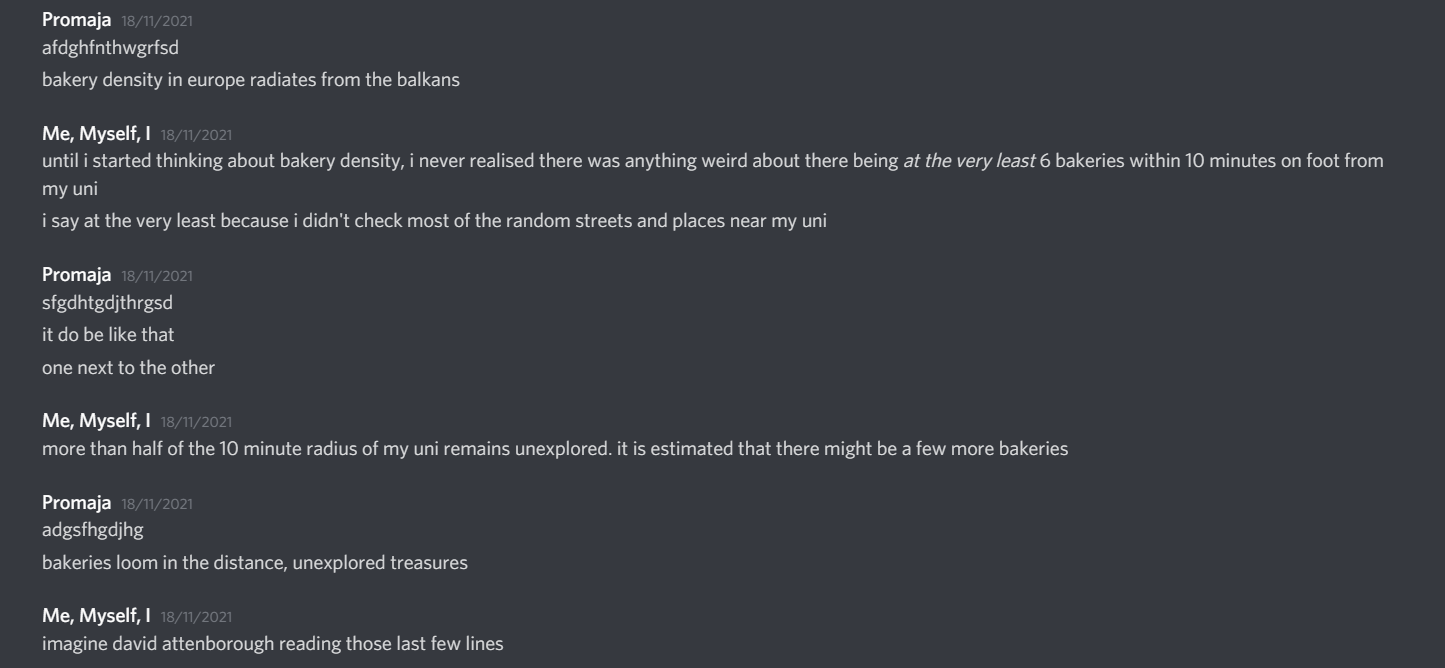 Promaja 18/11/2021
afdghfnthwgrfsd
bakery density in europe radiates from the balkans
Me, Myself, I 18/11/2021
until i started thinking about bakery density, i never realised there was anything weird about there being at the very least 6 bakeries within 10 minutes on foot from
my uni
i say at the very least because i didn't check most of the random streets and places near my uni
Promaja 18/11/2021
sfgdhtgdjthrgsd
it do be like that
one next to the other
Me, Myself, I 18/11/2021
more than half of the 10 minute radius of my uni remains unexplored. it is estimated that there might be a few more bakeries
Promaja 18/11/2021
adgsfhgdjhg
bakeries loom in the distance, unexplored treasures
Me, Myself, I 18/11/2021
imagine david attenborough reading those last few lines